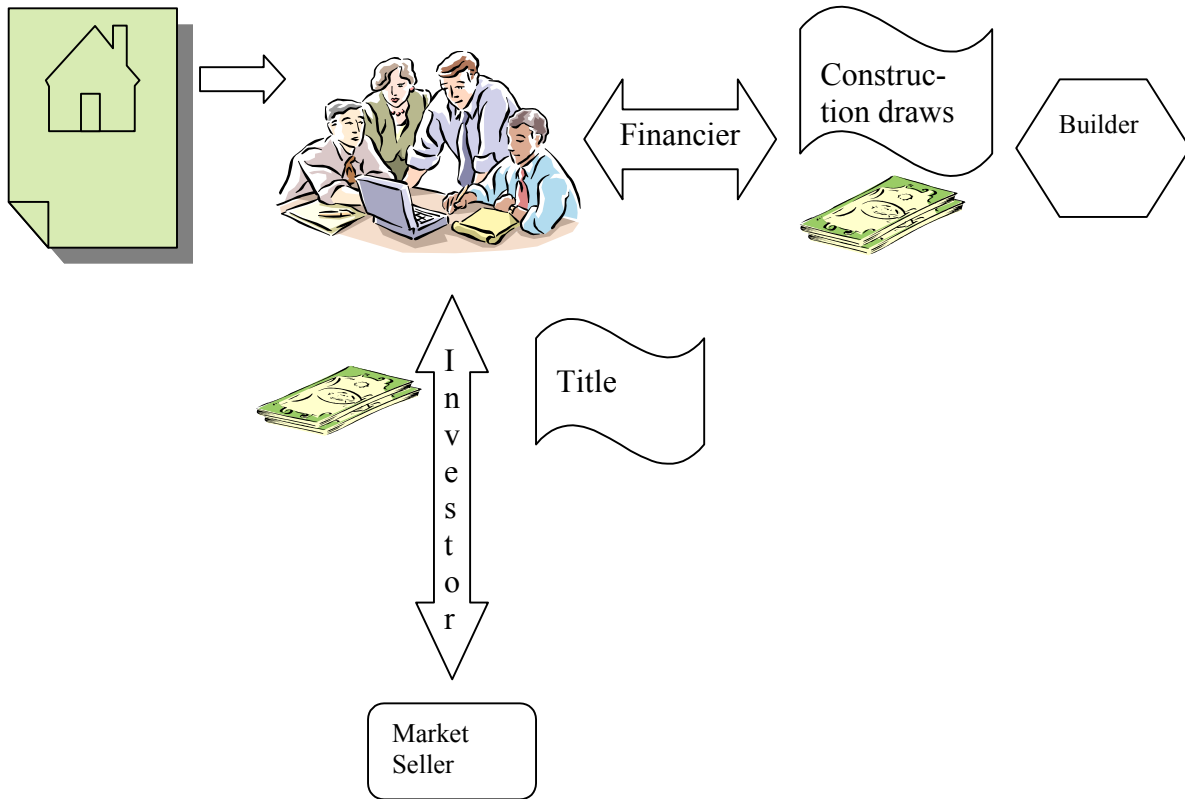 Construc-
tion draws
Financier
Builder
Title
I
n
v
e
s
t
o
r
Market
Seller